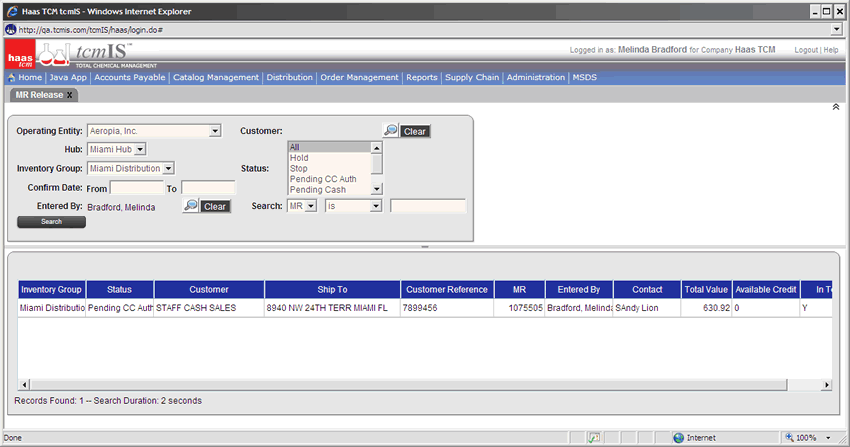 Haas TCM tcmIS - Windows Internet Explorer
http://qa.tcmis.com/tcmIS/haas/login.do#
haas tcm tcmIS TOTAL CHEMICAL MANAGEMENT
Logged in as: Melinda Bradford for Company Haas TCM Logout | Help
Home | Java App | Accounts Payable | Catalog Management | Distribution | Order Management | Reports | Supply Chain | Administration | MSDS
MR Release X
Operating Entity: Aeropia, Inc. Customer: Clear
Hub: Miami Hub All
Hold
Inventory Group: Miami Distribution Status: Stop
Pending CC Auth
Confirm Date: From To Pending Cash
Entered By: Bradford, Melinda Clear Search: MR is
Search
Inventory Group Status Customer Ship To Customer Reference MR Entered By Contact Total Value Available Credit In Te
Miami Distributio Pending CC Auth STAFF CASH SALES 8940 NW 24TH TERR MIAMI FL 7899456 1075505 Bradford, Melinda SAndy Lion 630.92 0 Y
Records Found: 1 -- Search Duration: 2 seconds
Done Internet 100%